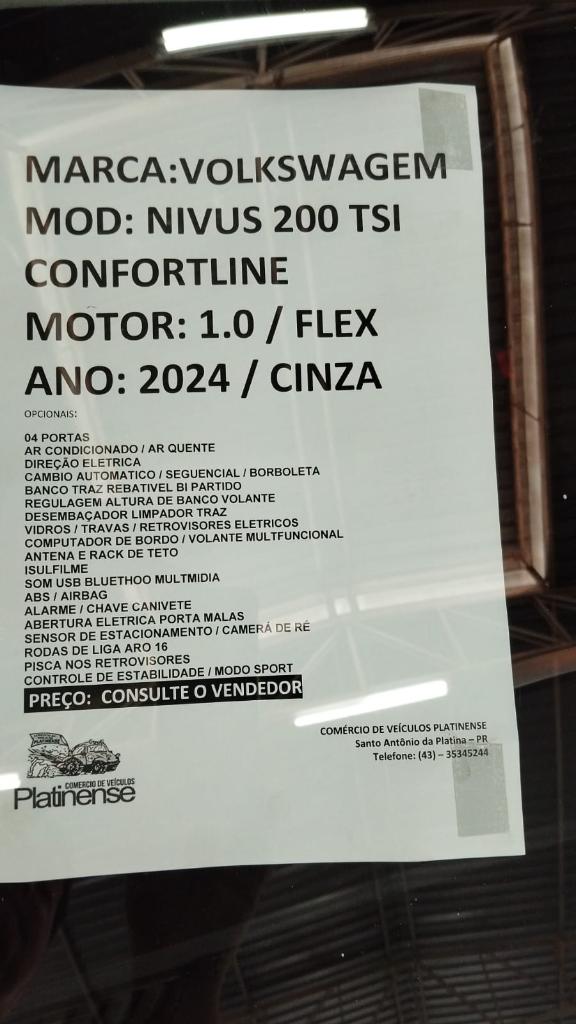 MARCA:VOLKSWAGEM
MOD: NIVUS 200 TSI
CONFORTLINE
MOTOR: 1.0 / FLEX
ANO: 2024 / CINZA
OPCIONAIS:
04 PORTAS
AR CONDICIONADO / AR QUENTE
DIREÇÃO ELETRICA
CAMBIO AUTOMATICO / SEGUENCIAL / BORBOLETA
BANCO TRAZ REBATIVEL BI PARTIDO
REGULAGEM ALTURA DE BANCO VOLANTE
DESEMBAÇADOR LIMPADOR TRAZ
VIDROS / TRAVAS / RETROVISORES ELETRICOS
COMPUTADOR DE BORDO / VOLANTE MULTFUNCIONAL
ANTENA E RACK DE TETO
ISULFILME
SOM USB BLUETHOO MULTMIDIA
ABS / AIRBAG
ALARME / CHAVE CANIVETE
ABERTURA ELETRICA PORTA MALAS
SENSOR DE ESTACIONAMENTO / CAMERÁ DE RÉ
RODAS DE LIGA ARO 16
PISCA NOS RETROVISORES
CONTROLE DE ESTABILIDADE / MODO SPORT
PREÇO: CONSULTE O VENDEDOR
COMÉRCIO DE VEÍCULOS PLATINENSE
Santo Antônio da Platina – PR
Telefone: (43) – 35345244
COMERCIO DE VEÍCULOS
Platinense